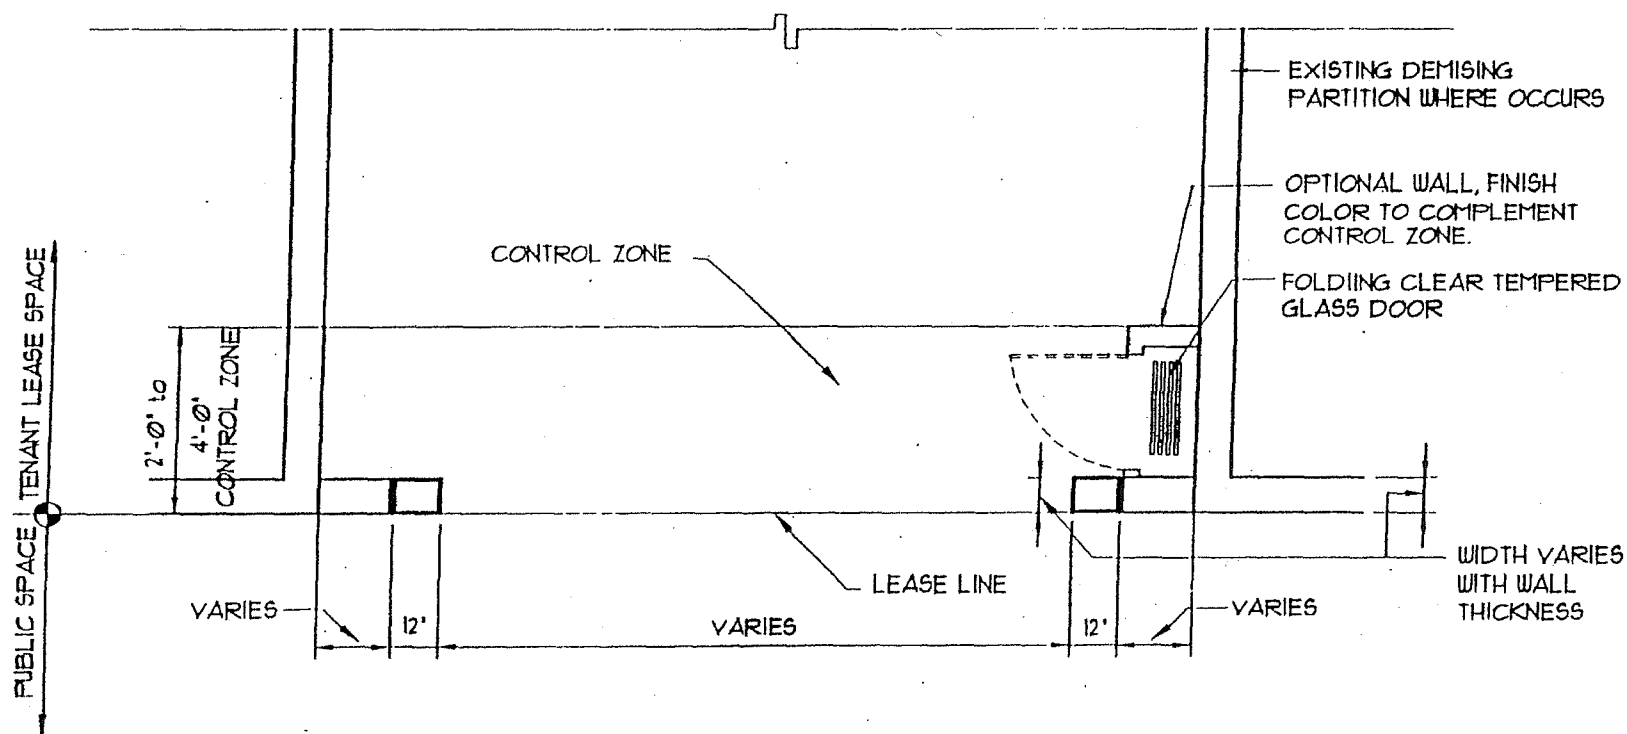 EXISTING DEMISING
PARTITION WHERE OCCURS
OPTIONAL WALL, FINISH
COLOR TO COMPLEMENT
CONTROL ZONE.
FOLDIING CLEAR TEMPERED
GLASS DOOR
CONTROL ZONE
TENANT LEASE SPACE
PUBLIC SPACE
2'-0" to
4'-0"
CONTROL ZONE
LEASE LINE
WIDTH VARIES
WITH WALL
THICKNESS
VARIES
12"
VARIES
12"
VARIES